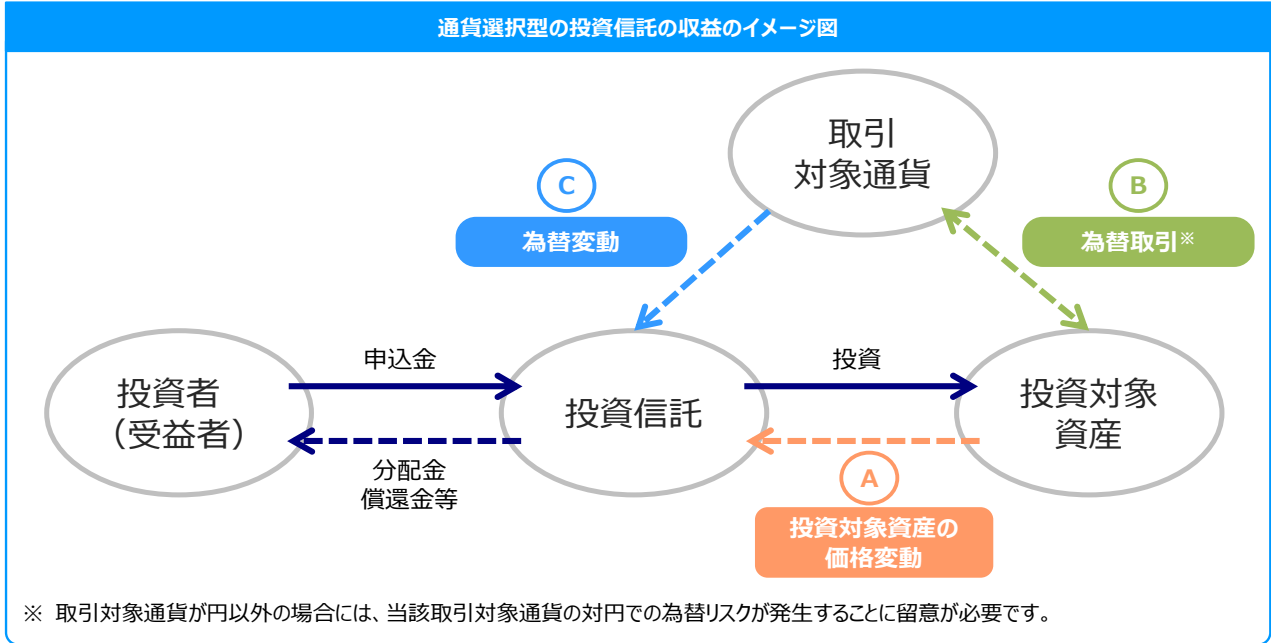 通貨選択型の投資信託の収益のイメージ図
取引
対象通貨
C
為替変動
B
為替取引※
投資者
（受益者）
申込金
分配金
償還金等
投資信託
投資
投資対象
資産
A
投資対象資産の
価格変動
※ 取引対象通貨が円以外の場合には、当該取引対象通貨の対円での為替リスクが発生することに留意が必要です。